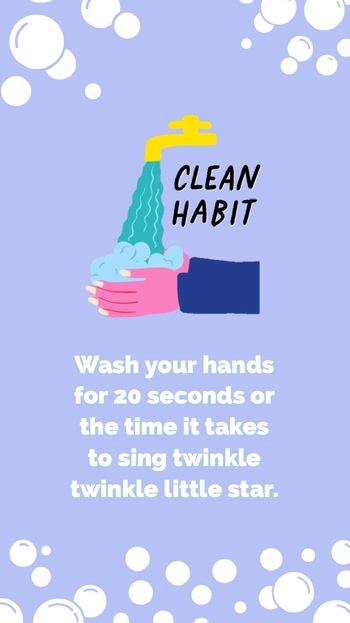 CLEAN
HABIT
Wash your hands
for 20 seconds or
the time it takes
to sing twinkle
twinkle little star.